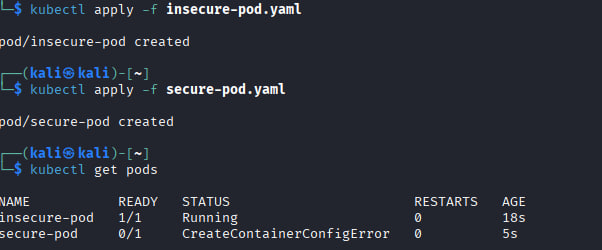 └─$ kubectl apply -f insecure-pod.yaml
pod/insecure-pod created
┌──(kali㉿kali)-[~]
└─$ kubectl apply -f secure-pod.yaml
pod/secure-pod created
┌──(kali㉿kali)-[~]
└─$ kubectl get pods
NAME READY STATUS RESTARTS AGE
insecure-pod 1/1 Running 0 18s
secure-pod 0/1 CreateContainerConfigError 0 5s